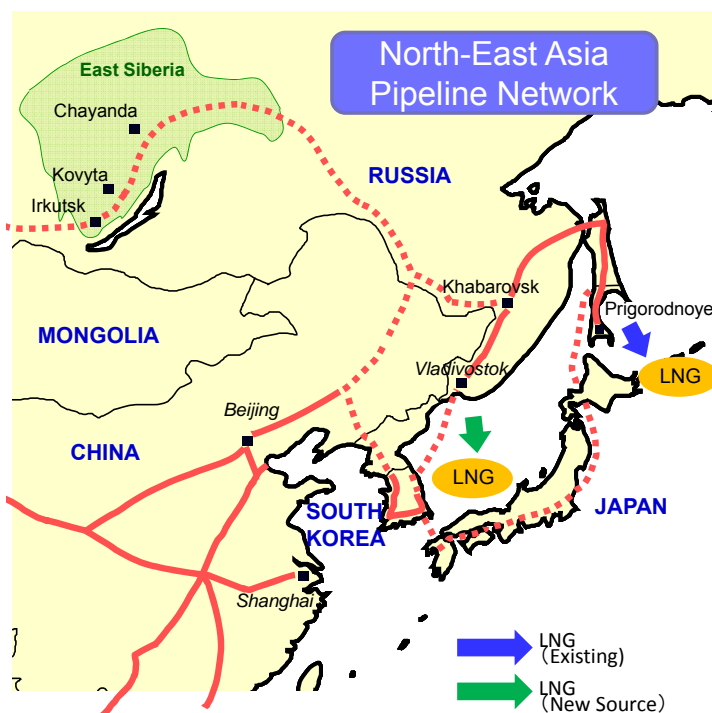 North-East Asia
Pipeline Network
East Siberia
Chayanda
Kovyta
Irkutsk
RUSSIA
Khabarovsk
Prigorodnoye
MONGOLIA
Vladivostok
LNG
Beijing
CHINA
LNG
SOUTH
KOREA
JAPAN
Shanghai
LNG
（Existing)
LNG
（New Source）